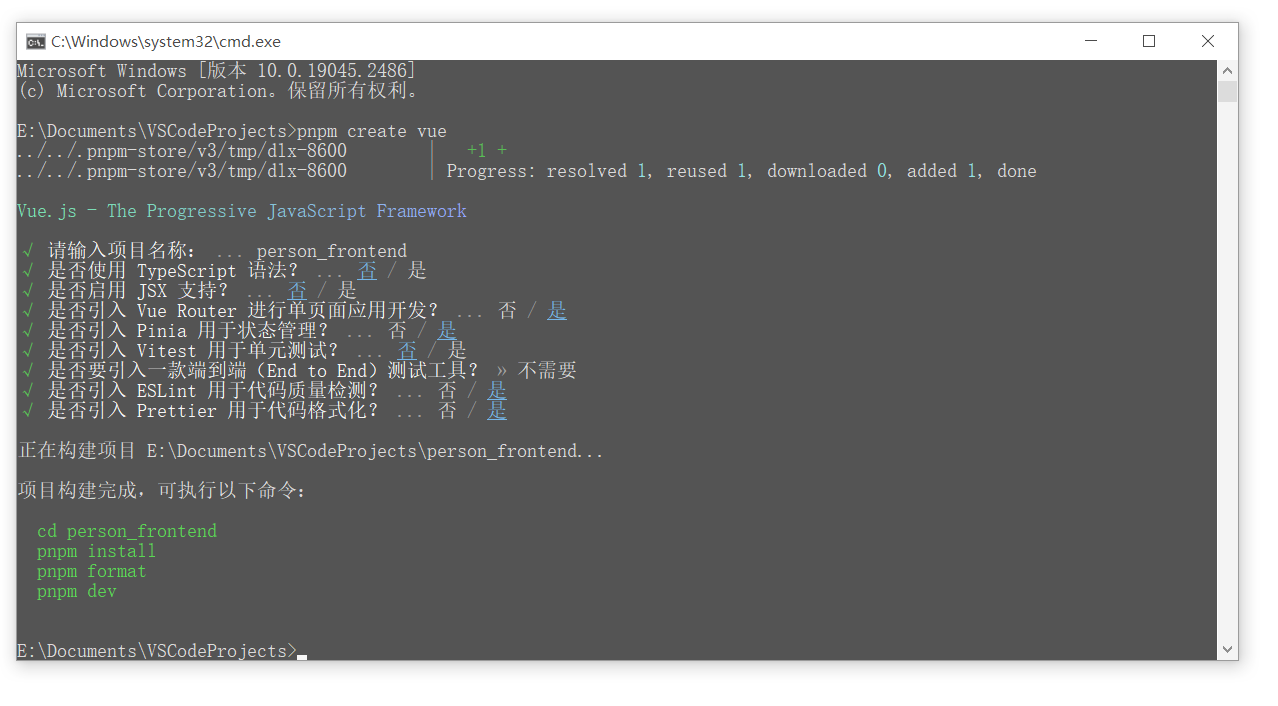 C:\Windows\system32\cmd.exe
Microsoft Windows [版本 10.0.19045.2486]
(c) Microsoft Corporation。保留所有权利。
E:\Documents\VSCodeProjects>pnpm create vue
../../.pnpm-store/v3/tmp/dlx-8600 | +1 +
../../.pnpm-store/v3/tmp/dlx-8600 | Progress: resolved 1, reused 1, downloaded 0, added 1, done
Vue.js - The Progressive JavaScript Framework
√ 请输入项目名称： ... person_frontend
√ 是否使用 TypeScript 语法？ ... 否 / 是
√ 是否启用 JSX 支持？ ... 否 / 是
√ 是否引入 Vue Router 进行单页面应用开发？ ... 否 / 是
√ 是否引入 Pinia 用于状态管理？ ... 否 / 是
√ 是否引入 Vitest 用于单元测试？ ... 否 / 是
√ 是否要引入一款端到端（End to End）测试工具？ » 不需要
√ 是否引入 ESLint 用于代码质量检测？ ... 否 / 是
√ 是否引入 Prettier 用于代码格式化？ ... 否 / 是
正在构建项目 E:\Documents\VSCodeProjects\person_frontend...
项目构建完成，可执行以下命令：
cd person_frontend
pnpm install
pnpm format
pnpm dev
E:\Documents\VSCodeProjects>